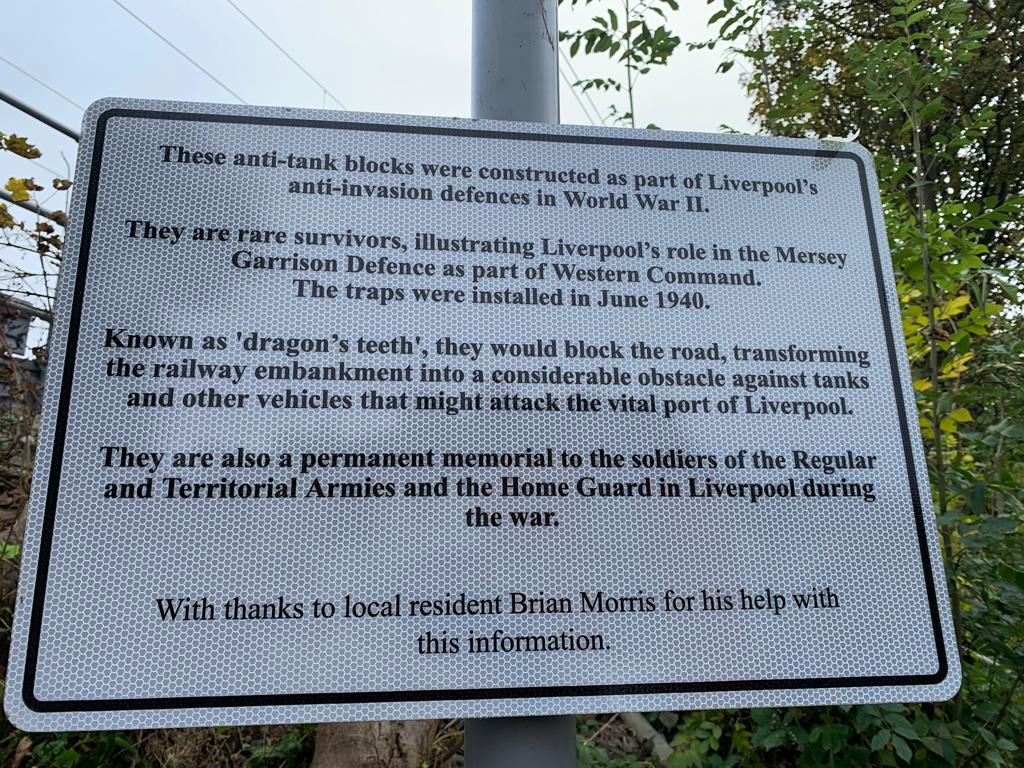 These anti-tank blocks were constructed as part of Liverpool's
anti-invasion defences in World War II.
They are rare survivors, illustrating Liverpool's role in the Mersey
Garrison Defence as part of Western Command.
The traps were installed in June 1940.
Known as 'dragon's teeth', they would block the road, transforming
the railway embankment into a considerable obstacle against tanks
and other vehicles that might attack the vital port of Liverpool.
They are also a permanent memorial to the soldiers of the Regular
and Territorial Armies and the Home Guard in Liverpool during
the war.
With thanks to local resident Brian Morris for his help with
this information.